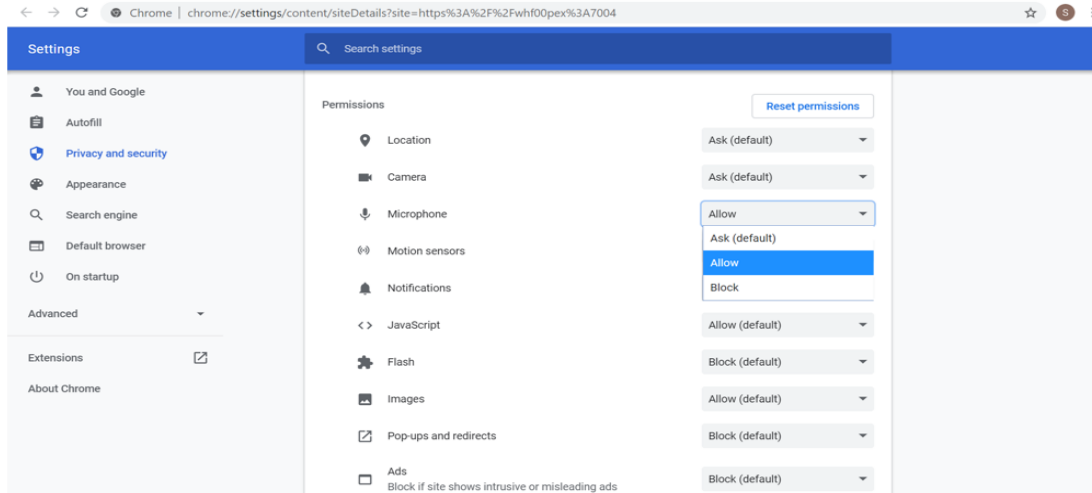 Chrome | chrome://settings/content/siteDetails?site=https%3A%2F%2Fwhf00pex%3A7004
S
Settings
Search settings
You and Google
Autofill
Privacy and security
Appearance
Search engine
Default browser
On startup
Advanced
Extensions
About Chrome
Permissions
Reset permissions
Location
Ask (default)
Camera
Ask (default)
Microphone
Allow
Ask (default)
Allow
Block
Motion sensors
Notifications
JavaScript
Allow (default)
Flash
Block (default)
Images
Allow (default)
Pop-ups and redirects
Block (default)
Ads
Block if site shows intrusive or misleading ads
Block (default)